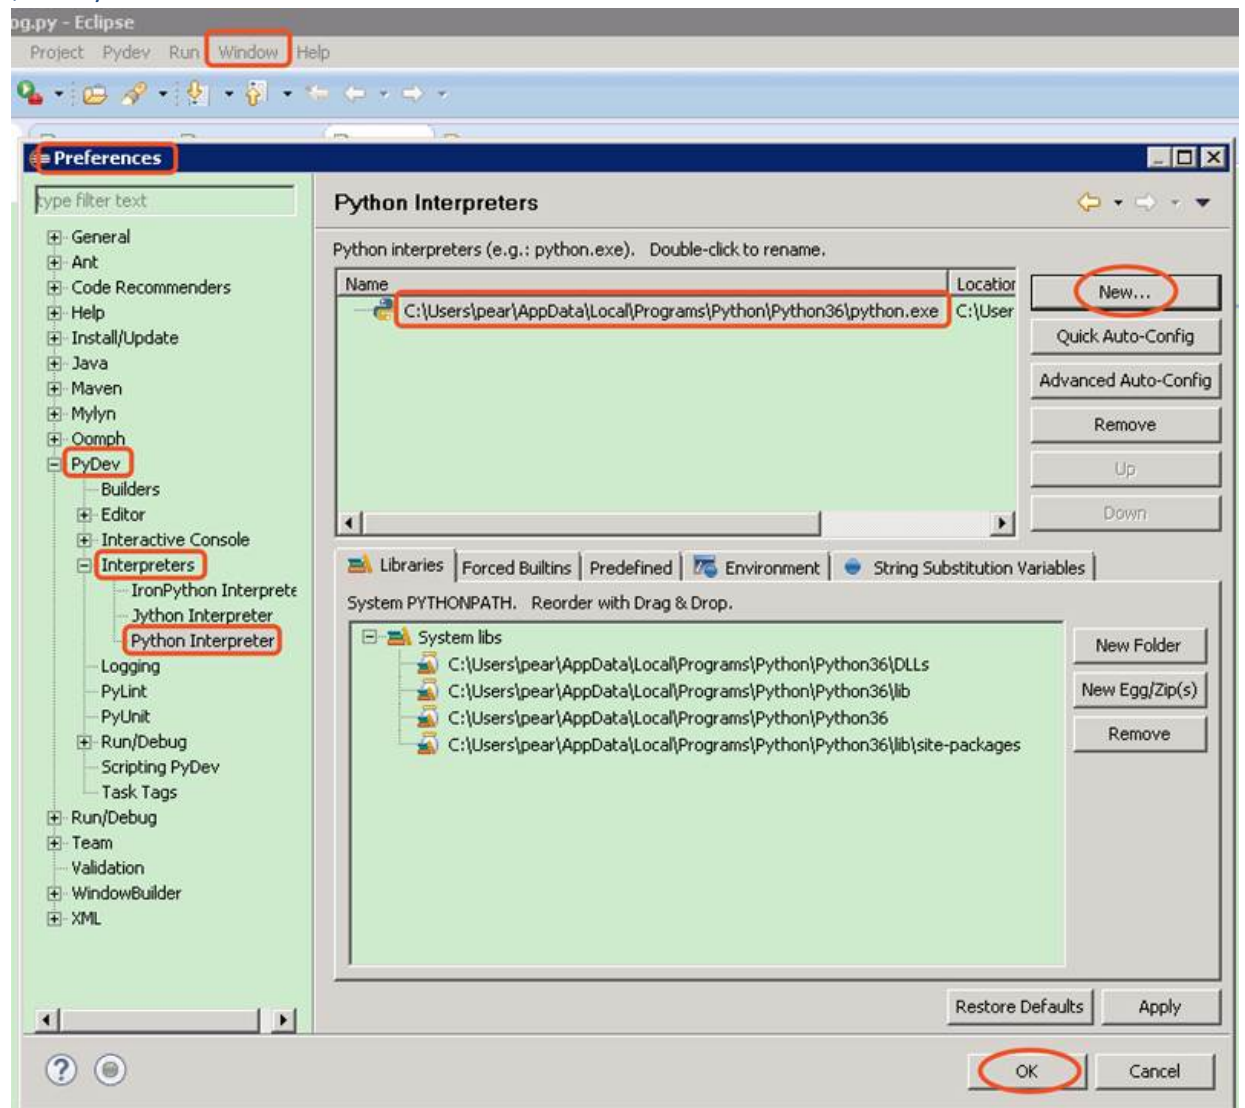 og.py - Eclipse
Project Pydev Run Window Help
Preferences
type filter text
General
Ant
Code Recommenders
Help
Install/Update
Java
Maven
Mylyn
Oomph
PyDev
Builders
Editor
Interactive Console
Interpreters
IronPython Interprete
Jython Interpreter
Python Interpreter
Logging
PyLint
PyUnit
Run/Debug
Scripting PyDev
Task Tags
Run/Debug
Team
Validation
WindowBuilder
XML
Python Interpreters
Python interpreters (e.g.: python.exe). Double-click to rename.
Name Location
C:\Users\pear\AppData\Local\Programs\Python\Python36\python.exe C:\User
New...
Quick Auto-Config
Advanced Auto-Config
Remove
Up
Down
Libraries Forced Builtins Predefined Environment String Substitution Variables
System PYTHONPATH. Reorder with Drag & Drop.
System libs
C:\Users\pear\AppData\Local\Programs\Python\Python36\DLLs
C:\Users\pear\AppData\Local\Programs\Python\Python36\lib
C:\Users\pear\AppData\Local\Programs\Python\Python36
C:\Users\pear\AppData\Local\Programs\Python\Python36\lib\site-packages
New Folder
New Egg/Zip(s)
Remove
Restore Defaults Apply
OK Cancel